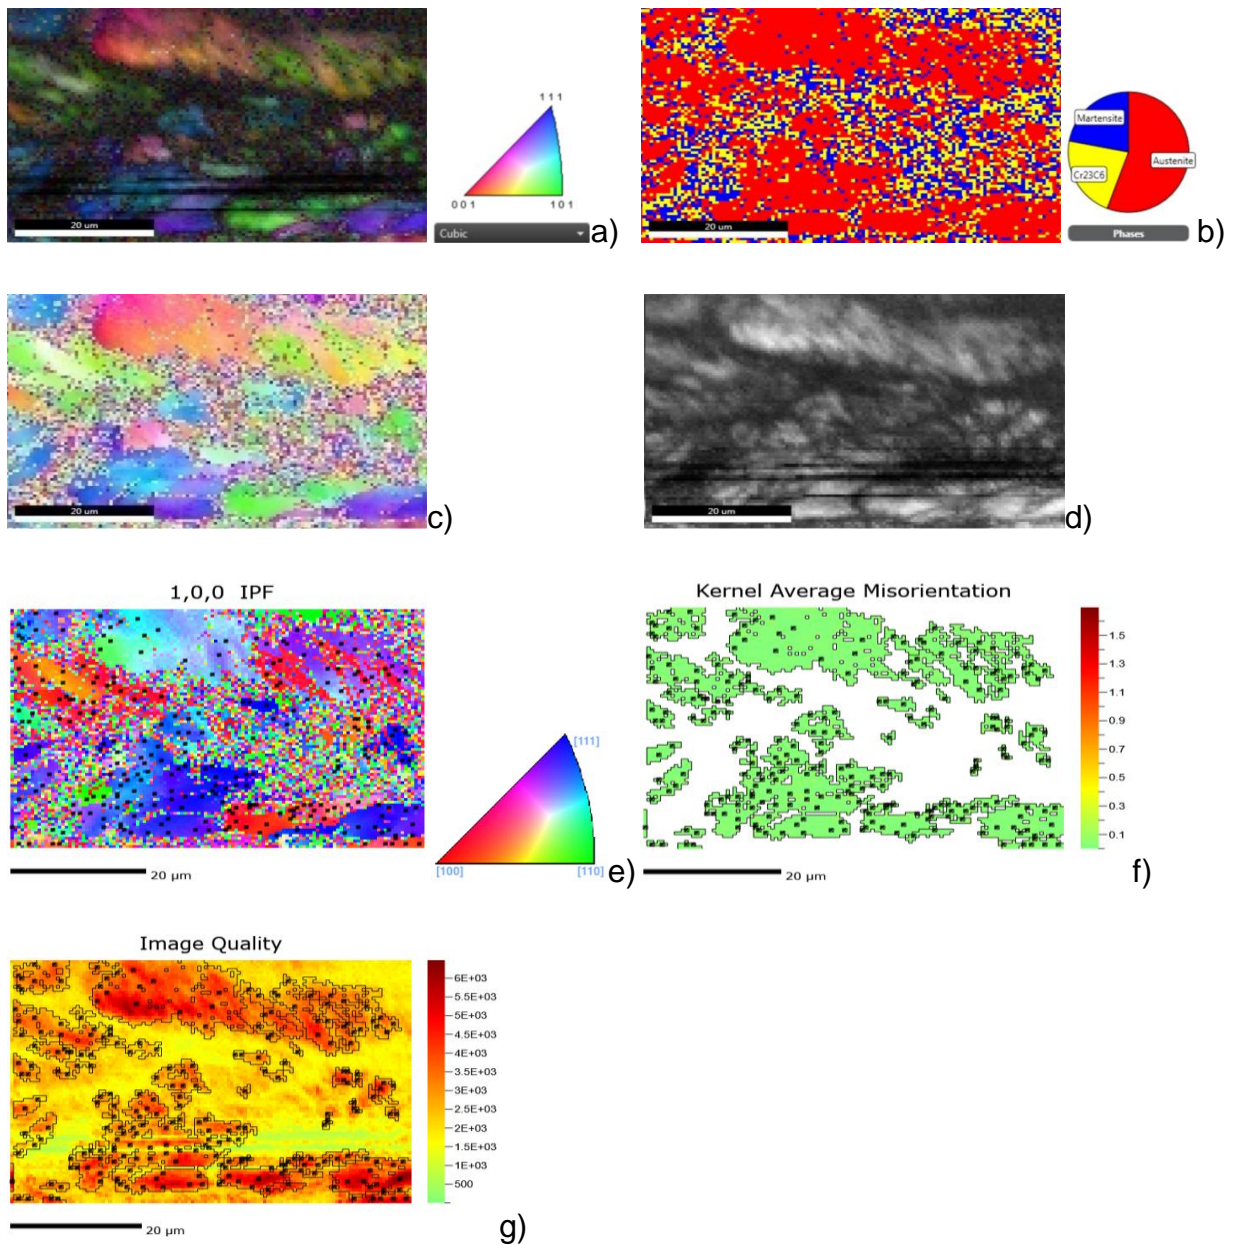 111
001
101
20 um
Cubic
a)
Martensite
Austenite
Cr23C6
20 um
Phases
b)
20 um
c)
20 um
d)
1,0,0 IPF
[111]
[100]
[110]
20 µm
e)
Kernel Average Misorientation
1.5
1.3
1.1
0.9
0.7
0.5
0.3
0.1
20 µm
f)
Image Quality
6E+03
5.5E+03
5E+03
4.5E+03
4E+03
3.5E+03
3E+03
2.5E+03
2E+03
1.5E+03
1E+03
500
20 µm
g)